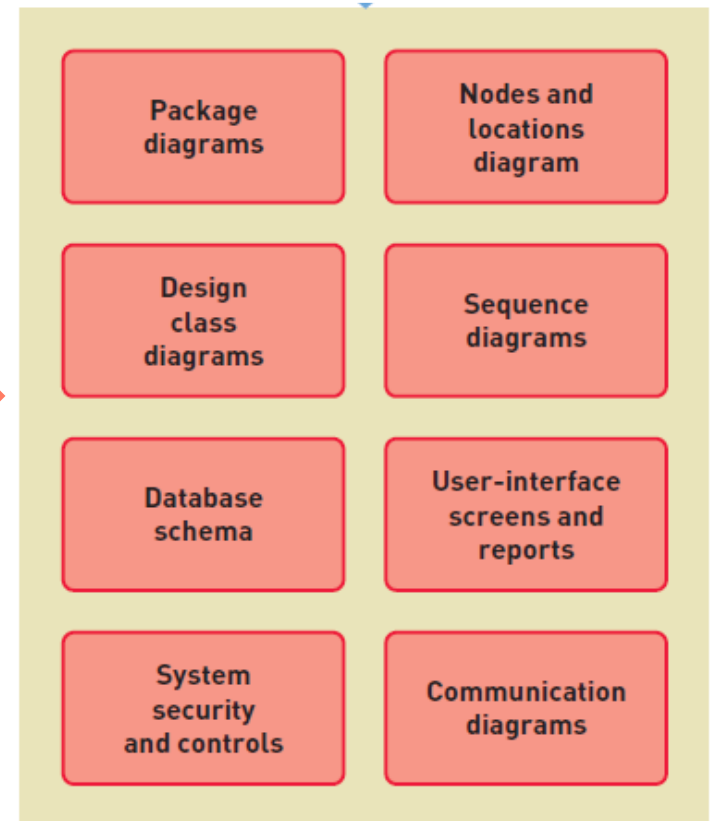 Package
diagrams
Nodes and
locations
diagram
Design
class
diagrams
Sequence
diagrams
Database
schema
User-interface
screens and
reports
System
security
and controls
Communication
diagrams